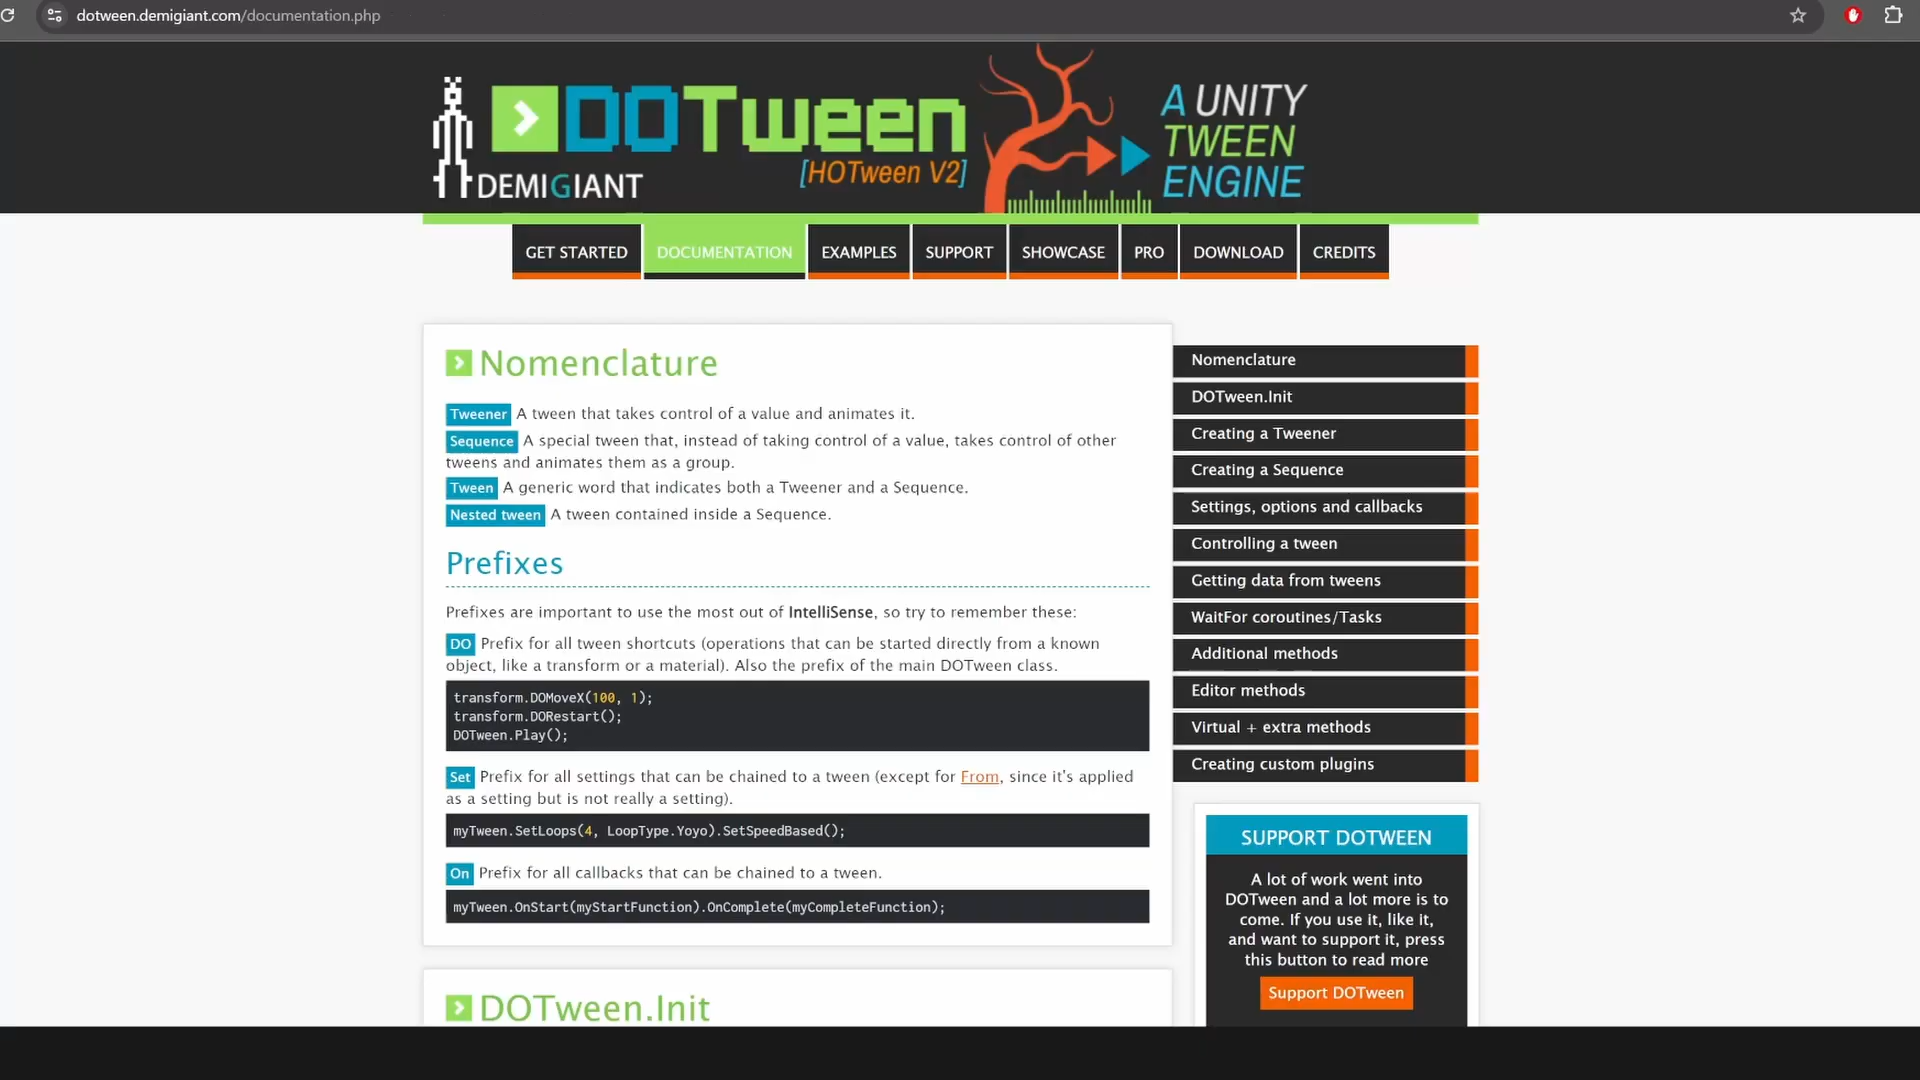 dotween.demigiant.com/documentation.php
DOTween
[HOTween V2]
DEMIGIANT
A UNITY
TWEEN
ENGINE
GET STARTED
DOCUMENTATION
EXAMPLES
SUPPORT
SHOWCASE
PRO
DOWNLOAD
CREDITS
Nomenclature
Tweener A tween that takes control of a value and animates it.
Sequence A special tween that, instead of taking control of a value, takes control of other
tweens and animates them as a group.
Tween A generic word that indicates both a Tweener and a Sequence.
Nested tween A tween contained inside a Sequence.
Prefixes
Prefixes are important to use the most out of IntelliSense, so try to remember these:
DO Prefix for all tween shortcuts (operations that can be started directly from a known
object, like a transform or a material). Also the prefix of the main DOTween class.
transform.DOMoveX(100, 1);
transform.DORestart();
DOTween.Play();
Set Prefix for all settings that can be chained to a tween (except for From, since it's applied
as a setting but is not really a setting).
myTween.SetLoops(4, LoopType.Yoyo).SetSpeedBased();
On Prefix for all callbacks that can be chained to a tween.
myTween.OnStart(myStartFunction).OnComplete(myCompleteFunction);
DOTween.Init
Nomenclature
DOTween.Init
Creating a Tweener
Creating a Sequence
Settings, options and callbacks
Controlling a tween
Getting data from tweens
WaitFor coroutines/Tasks
Additional methods
Editor methods
Virtual + extra methods
Creating custom plugins
SUPPORT DOTWEEN
A lot of work went into
DOTween and a lot more is to
come. If you use it, like it,
and want to support it, press
this button to read more
Support DOTween